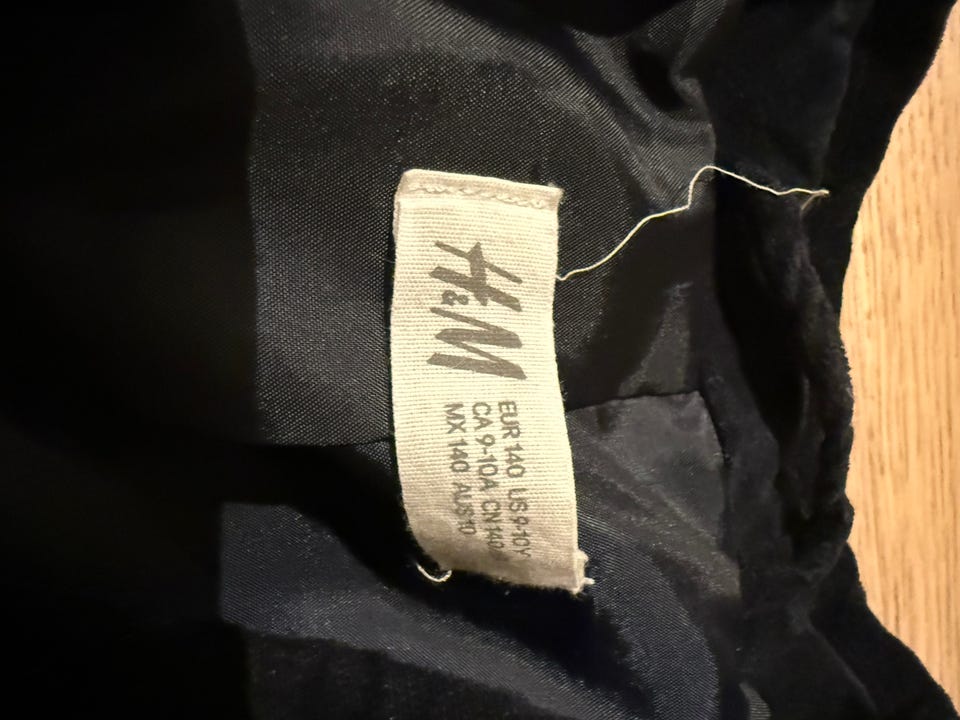 H&M
EUR 140 US 9-10Y
CA 9-10A CN 140
MX 140 AUS 10